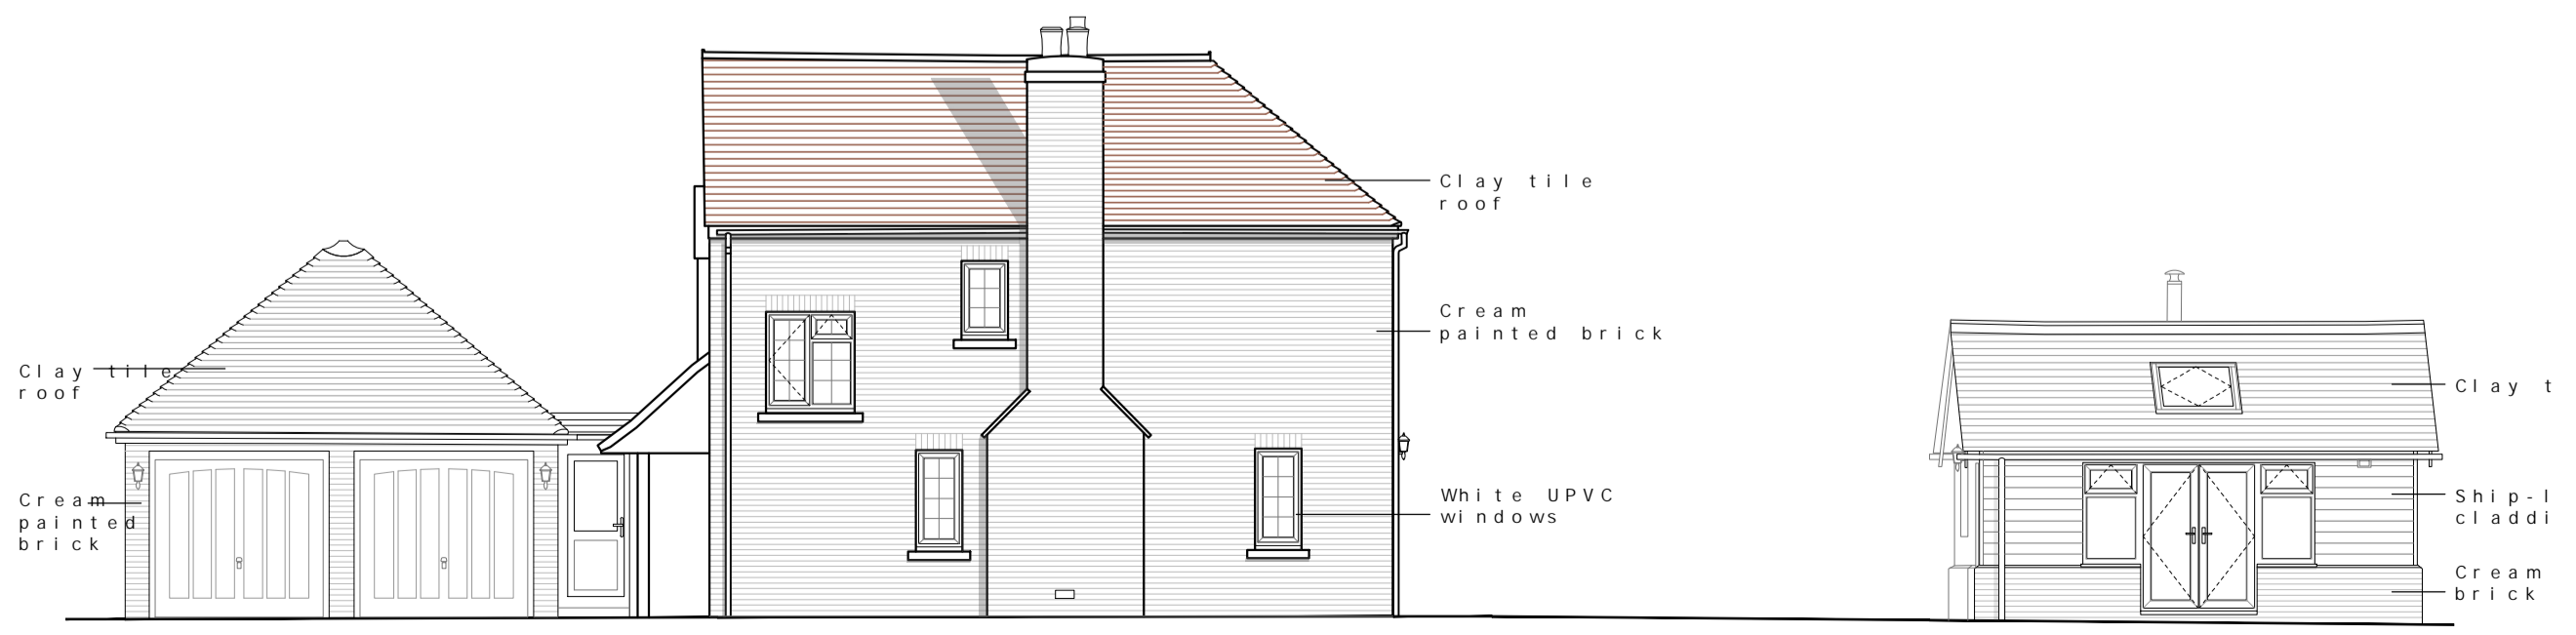 Clay tile
roof
Cream
painted
brick
Clay tile
roof
Cream
painted brick
White UPVC
windows
Clay t
Ship-l
claddi
Cream
brick